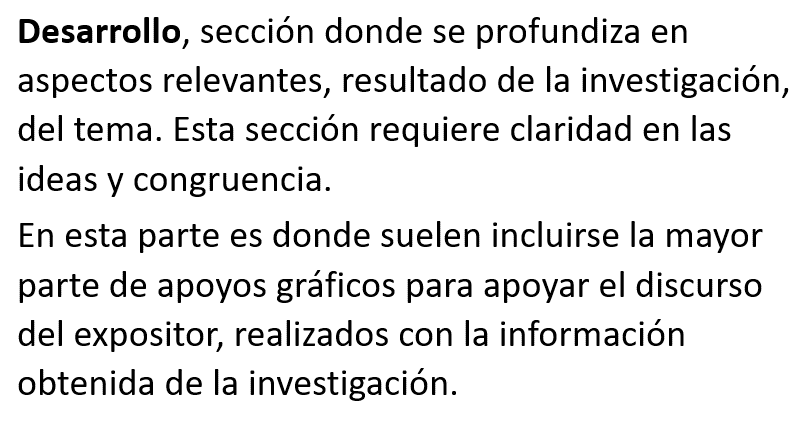 Desarrollo, sección donde se profundiza en
aspectos relevantes, resultado de la investigación,
del tema. Esta sección requiere claridad en las
ideas y congruencia.
En esta parte es donde suelen incluirse la mayor
parte de apoyos gráficos para apoyar el discurso
del expositor, realizados con la información
obtenida de la investigación.